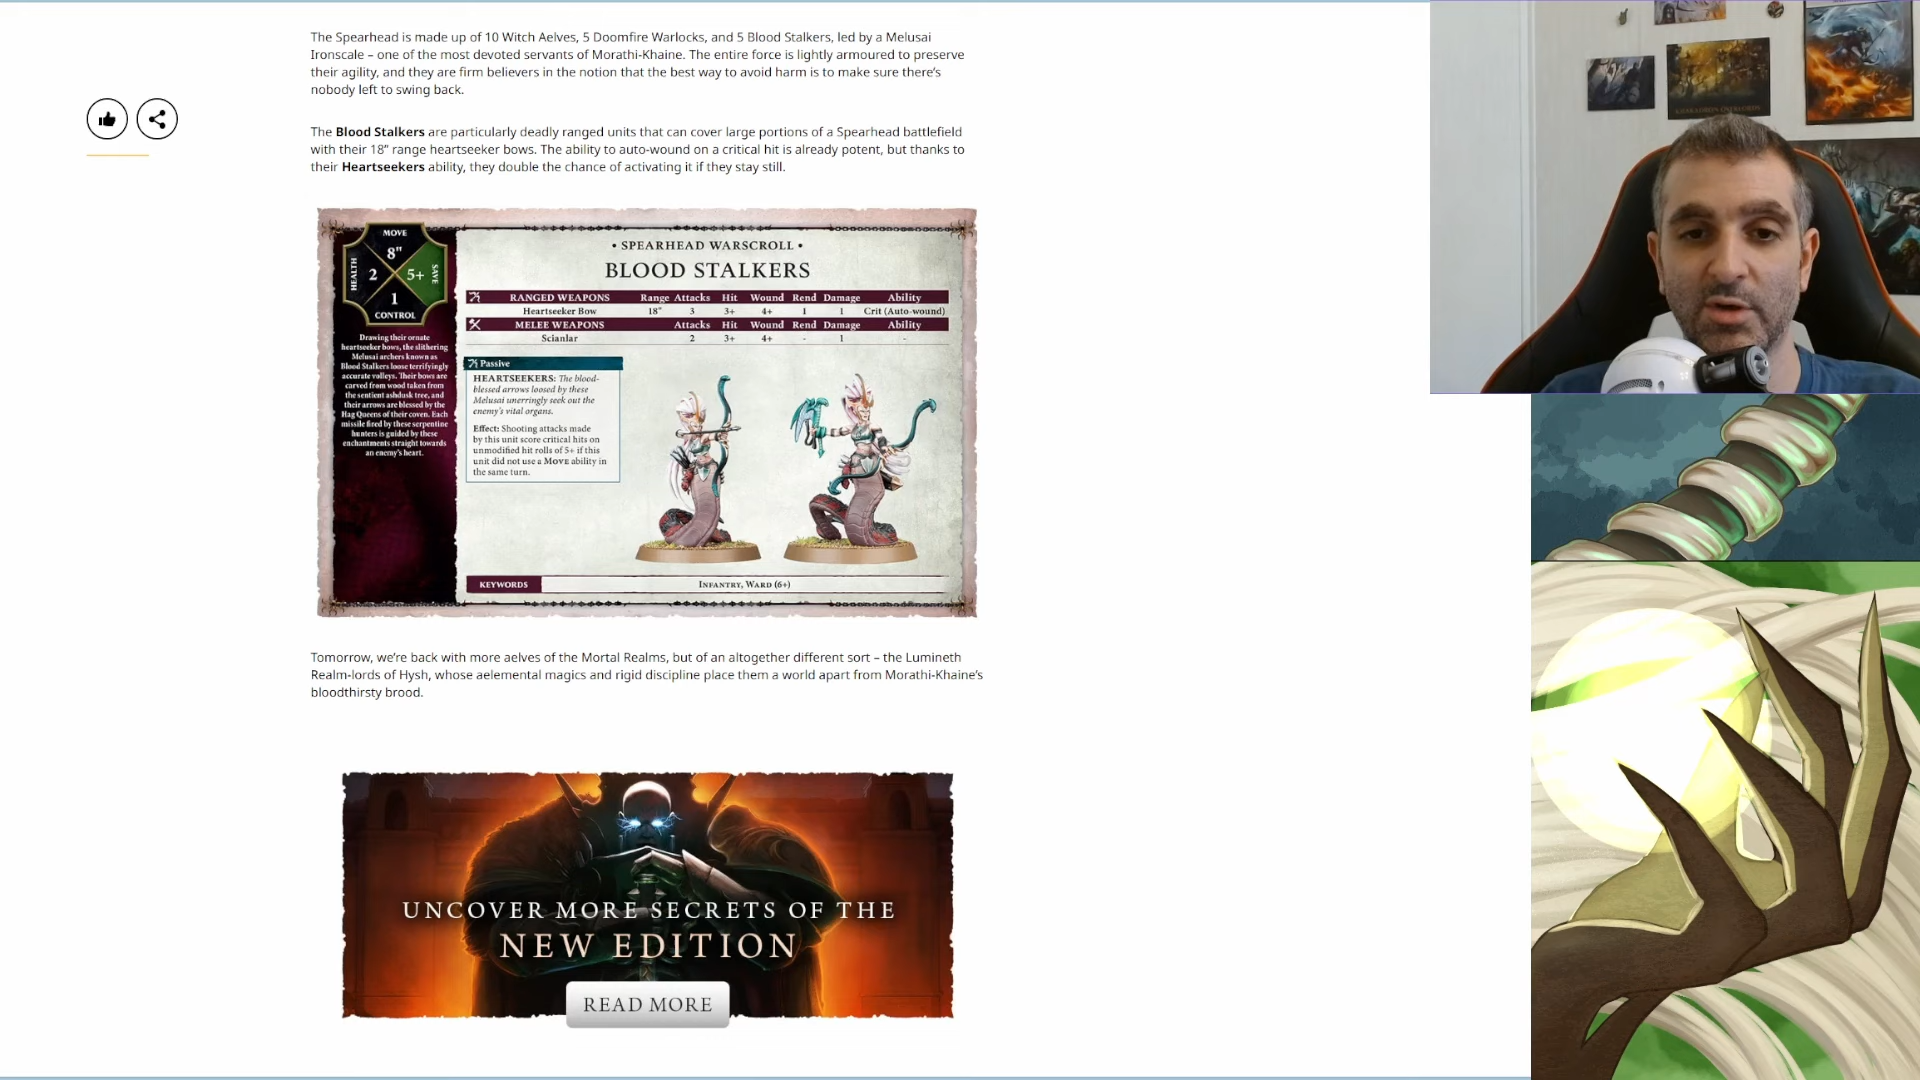 The Spearhead is made up of 10 Witch Aelves, 5 Doomfire Warlocks, and 5 Blood Stalkers, led by a Melusai
Ironscale – one of the most devoted servants of Morathi-Khaine. The entire force is lightly armoured to preserve
their agility, and they are firm believers in the notion that the best way to avoid harm is to make sure there's
nobody left to swing back.
The Blood Stalkers are particularly deadly ranged units that can cover large portions of a Spearhead battlefield
with their 18” range heartseeker bows. The ability to auto-wound on a critical hit is already potent, but thanks to
their Heartseekers ability, they double the chance of activating it if they stay still.
MOVE
8"
HEALTH 2 5+ SAVE
1
CONTROL
Drawing their ornate
heartseeker bows, the slithering
Melusai archers known as
Blood Stalkers loose terrifyingly
accurate volleys. Their bows are
carved from wood taken from
the sentient ashdusk tree, and
their arrows are blessed by the
Hag Queens of their coven. Each
missile fired by these serpentine
hunters is guided by these
enchantments straight towards
an enemy's heart.
• SPEARHEAD WARSCROLL •
BLOOD STALKERS
RANGED WEAPONS Range Attacks Hit Wound Rend Damage Ability
Heartseeker Bow 18" 3 3+ 4+ 1 1 Crit (Auto-wound)
MELEE WEAPONS Attacks Hit Wound Rend Damage Ability
Scianlar 2 3+ 4+ - 1 -
Passive
HEARTSEEKERS: The blood-
blessed arrows loosed by these
Melusai unerringly seek out the
enemy's vital organs.
Effect: Shooting attacks made
by this unit score critical hits on
unmodified hit rolls of 5+ if this
unit did not use a MOVE ability in
the same turn.
KEYWORDS INFANTRY, WARD (6+)
Tomorrow, we're back with more aelves of the Mortal Realms, but of an altogether different sort – the Lumineth
Realm-lords of Hysh, whose aelemental magics and rigid discipline place them a world apart from Morathi-Khaine's
bloodthirsty brood.
UNCOVER MORE SECRETS OF THE
NEW EDITION
READ MORE